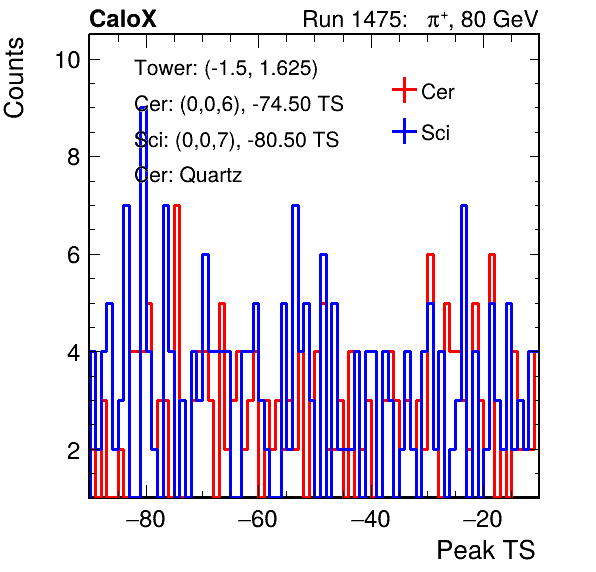 CaloX Run 1475: π⁺, 80 GeV
Counts
Tower: (-1.5, 1.625)
Cer: (0,0,6), -74.50 TS
Sci: (0,0,7), -80.50 TS
Cer: Quartz
Cer
Sci
10
8
6
4
2
−80 −60 −40 −20
Peak TS